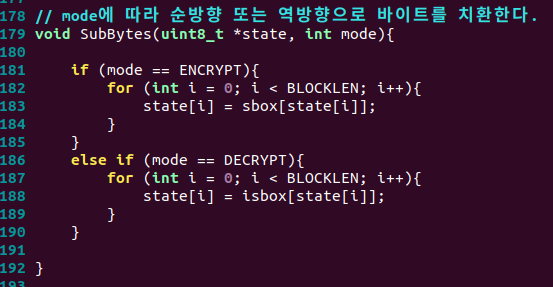 178 // mode에 따라 순방향 또는 역방향으로 바이트를 치환한다.
179 void SubBytes(uint8_t *state, int mode){
180
181     if (mode == ENCRYPT){
182         for (int i = 0; i < BLOCKLEN; i++){
183             state[i] = sbox[state[i]];
184         }
185     }
186     else if (mode == DECRYPT){
187         for (int i = 0; i < BLOCKLEN; i++){
188             state[i] = isbox[state[i]];
189         }
190     }
191
192 }